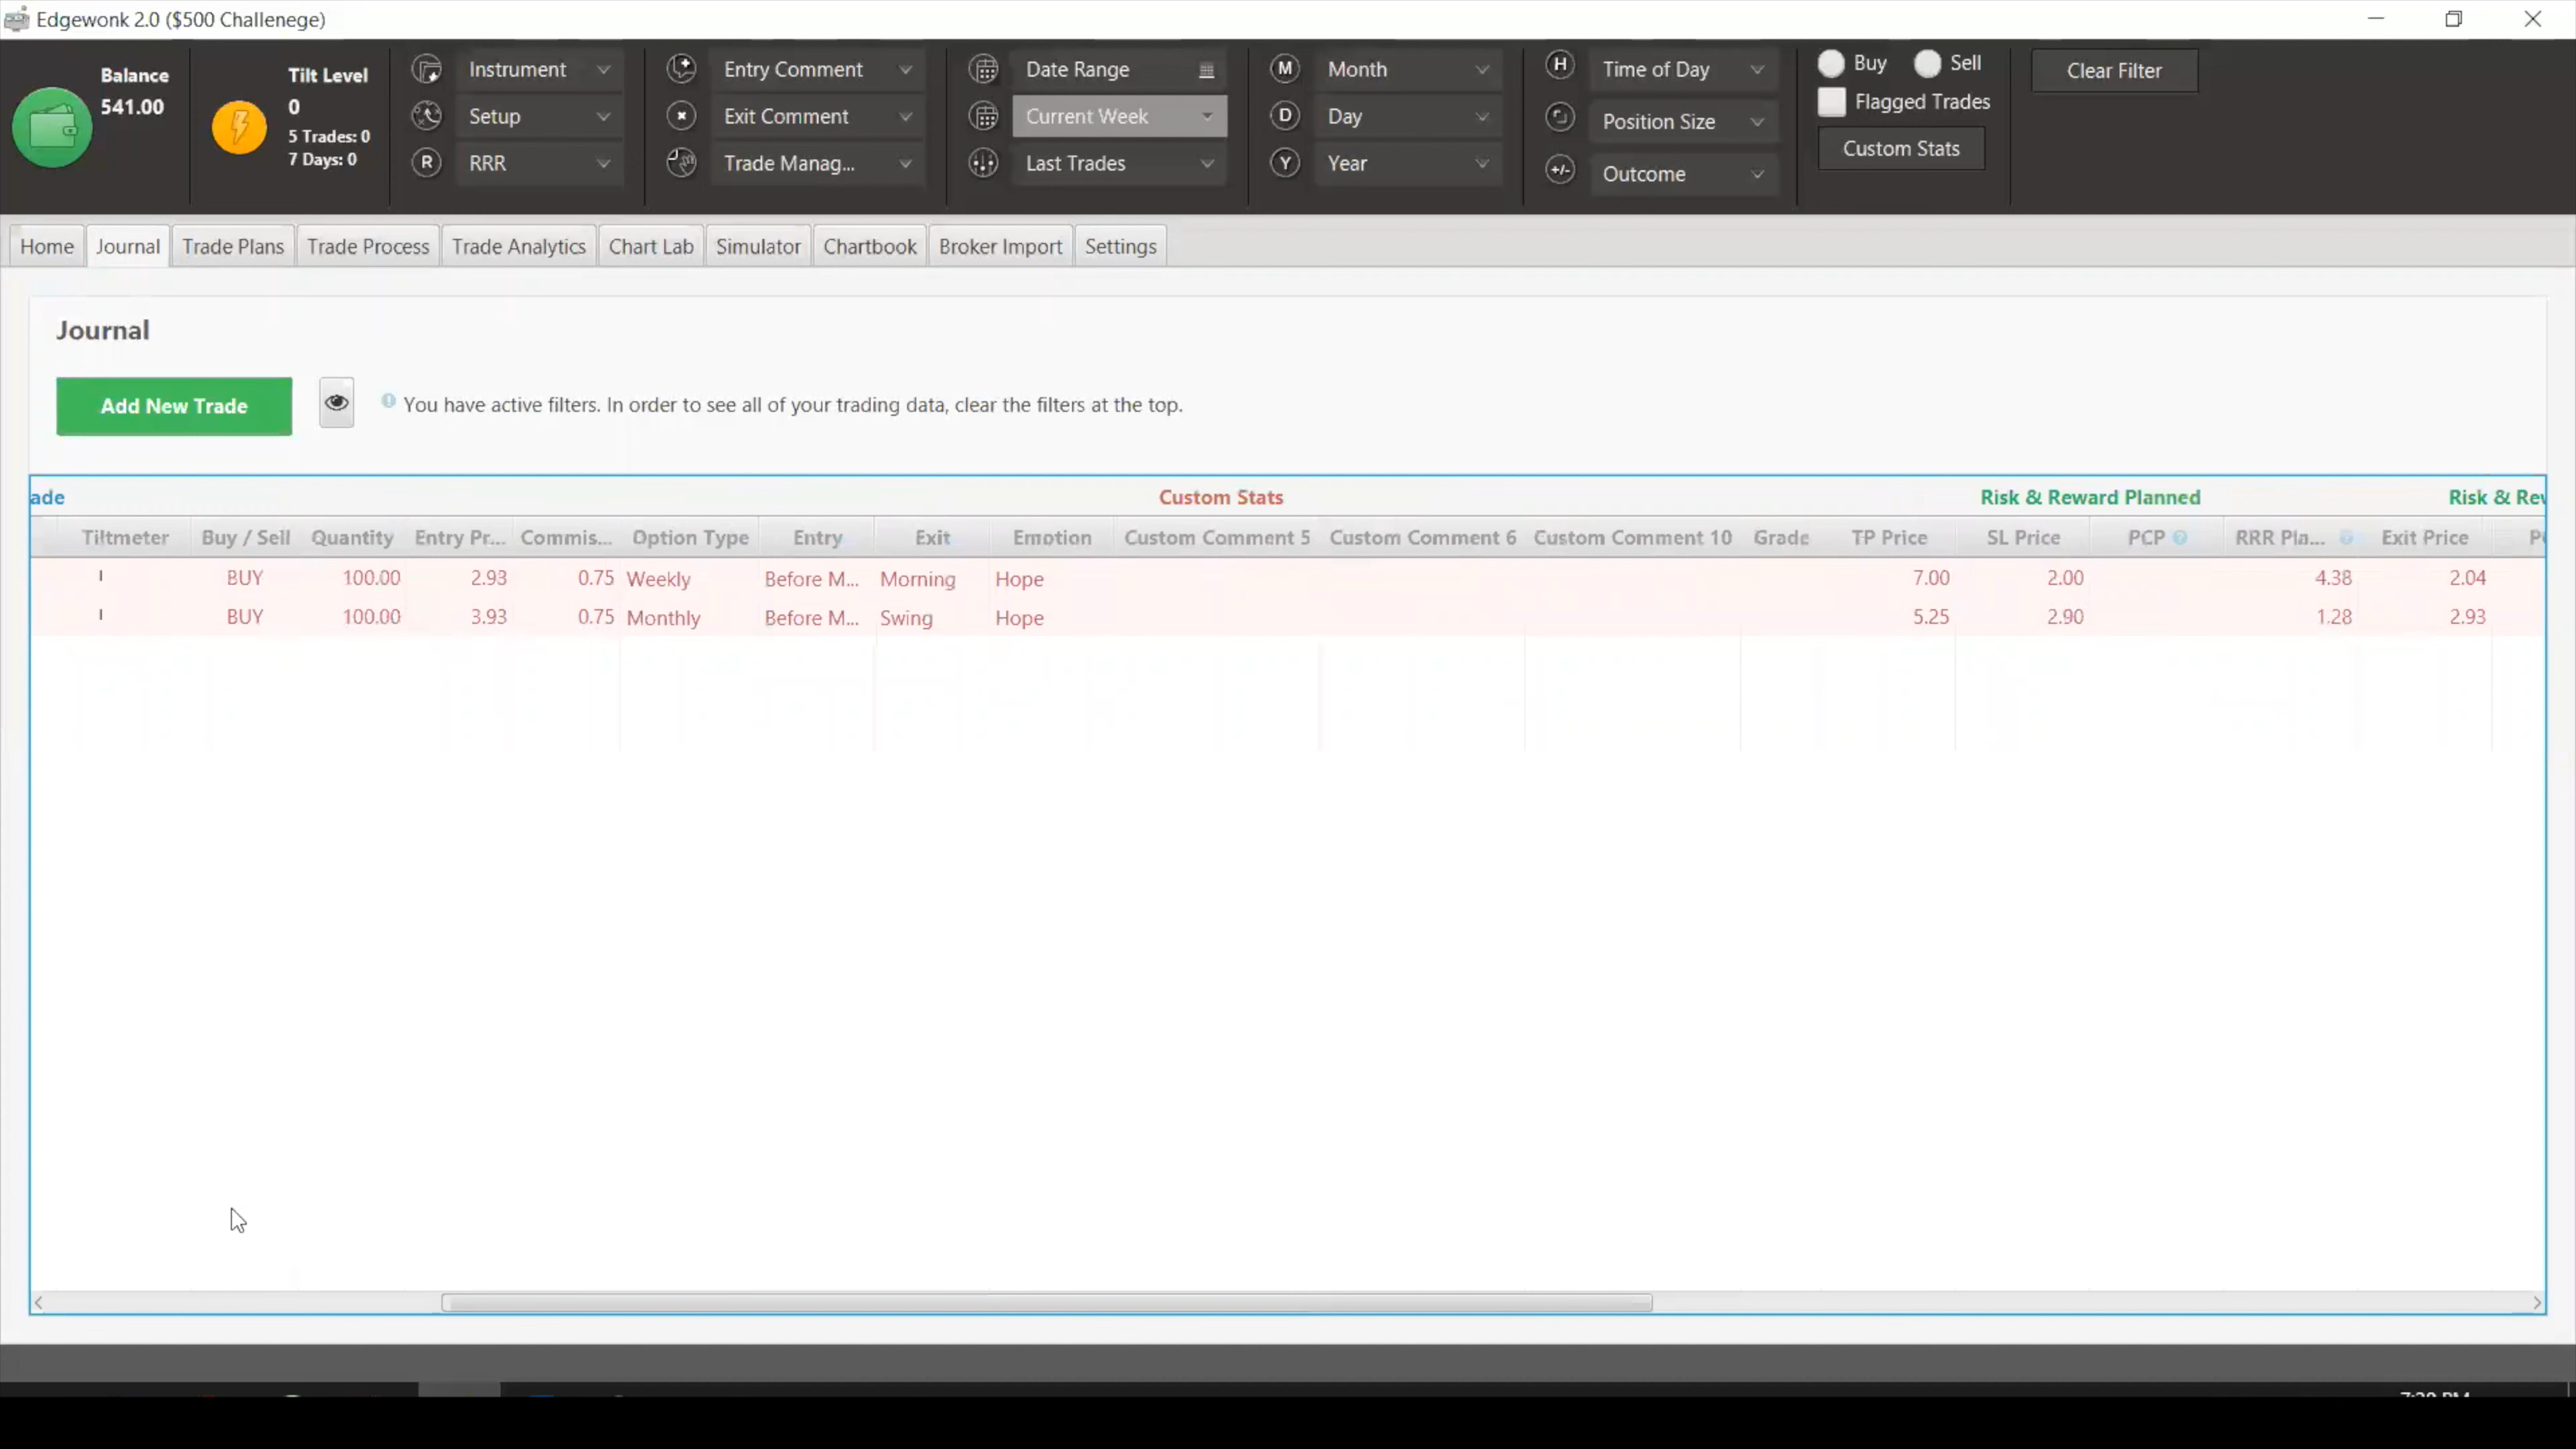 Edgewonk 2.0 ($500 Challenege)
Balance
541.00
Tilt Level
0
5 Trades: 0
7 Days: 0
Instrument
Setup
R RRR
Entry Comment
Exit Comment
Trade Manag...
Date Range
Current Week
Last Trades
M Month
D Day
Y Year
H Time of Day
Position Size
+/- Outcome
Buy Sell
Flagged Trades
Custom Stats
Clear Filter
Home Journal Trade Plans Trade Process Trade Analytics Chart Lab Simulator Chartbook Broker Import Settings
Journal
Add New Trade
You have active filters. In order to see all of your trading data, clear the filters at the top.
ade Custom Stats Risk & Reward Planned Risk & Rev
Tiltmeter Buy / Sell Quantity Entry Pr... Commis... Option Type Entry Exit Emotion Custom Comment 5 Custom Comment 6 Custom Comment 10 Grade TP Price SL Price PCP RRR Pla... Exit Price
BUY 100.00 2.93 0.75 Weekly Before M... Morning Hope 7.00 2.00 4.38 2.04
BUY 100.00 3.93 0.75 Monthly Before M... Swing Hope 5.25 2.90 1.28 2.93